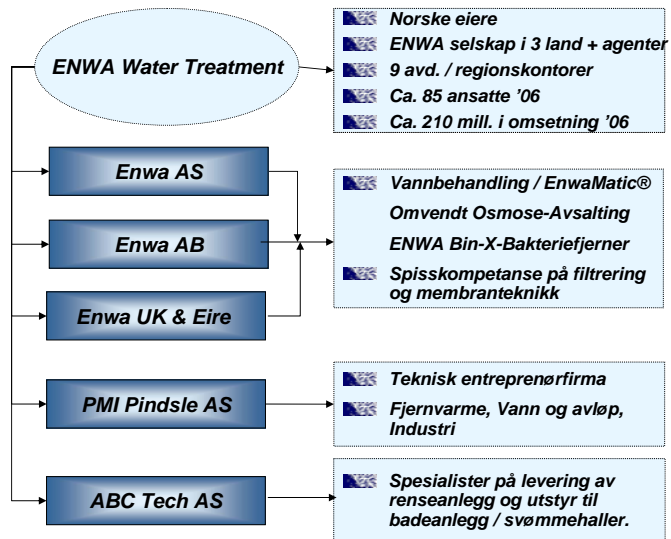 ENWA Water Treatment
Norske eiere
ENWA selskap i 3 land + agenter
9 avd. / regionskontorer
Ca. 85 ansatte ’06
Ca. 210 mill. i omsetning ’06
Enwa AS
Enwa AB
Enwa UK & Eire
Vannbehandling / EnwaMatic®
Omvendt Osmose-Avsalting
ENWA Bin-X-Bakteriefjerner
Spisskompetanse på filtrering
og membranteknikk
PMI Pindsle AS
Teknisk entreprenørfirma
Fjernvarme, Vann og avløp,
Industri
ABC Tech AS
Spesialister på levering av
renseanlegg og utstyr til
badeanlegg / svømmehaller.